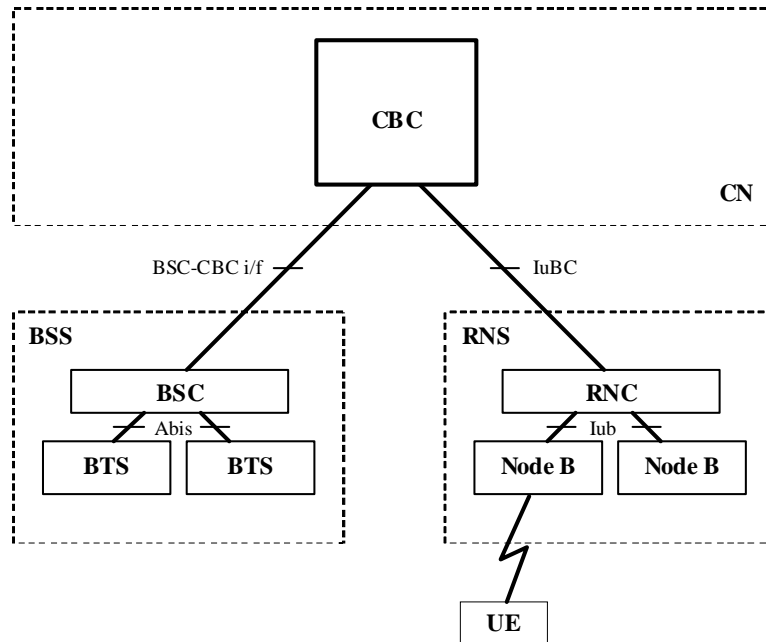 CBC
CN
BSC-CBC i/f
IuBC
BSS
RNS
BSC
RNC
Abis
Iub
BTS
BTS
Node B
Node B
UE